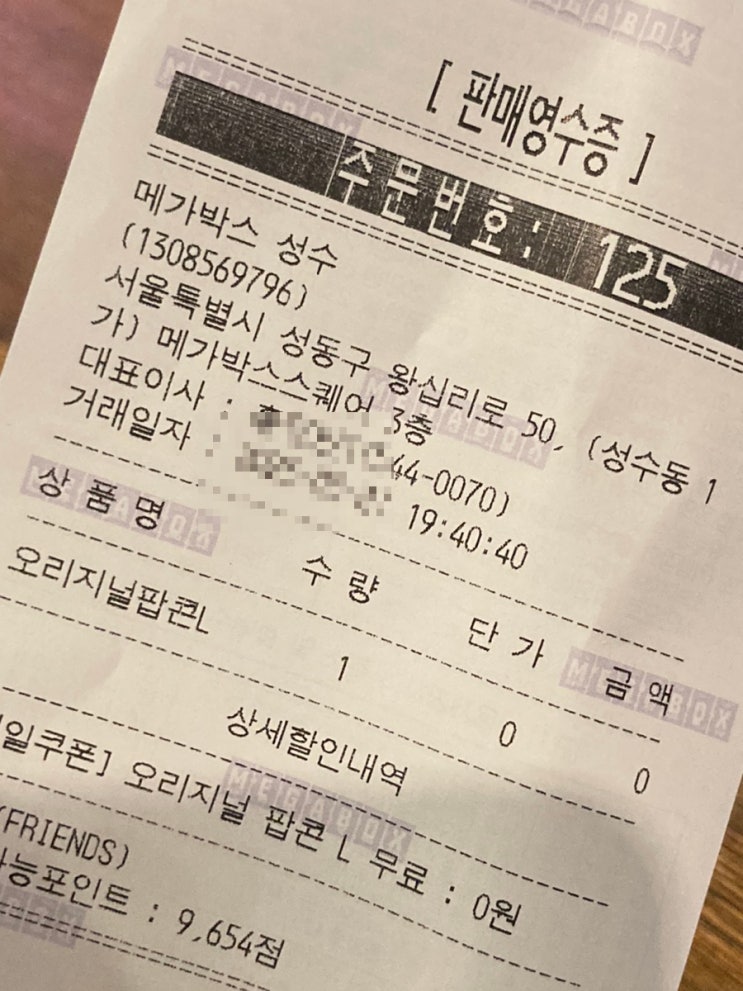 [ 판매영수증 ]
주문번호: 125
메가박스 성수
(1308569796)
서울특별시 성동구 왕십리로 50, (성수동 1
가) 메가박스스퀘어 3층
대표이사 : 44-0070)
거래일자 : 19:40:40
상 품 명 수 량 단 가 금 액
오리지널팝콘L 1 0 0
상세할인내역
일쿠폰] 오리지널 팝콘 L 무료 : 0원
(FRIENDS)
능포인트 : 9,654점
MEGABOX